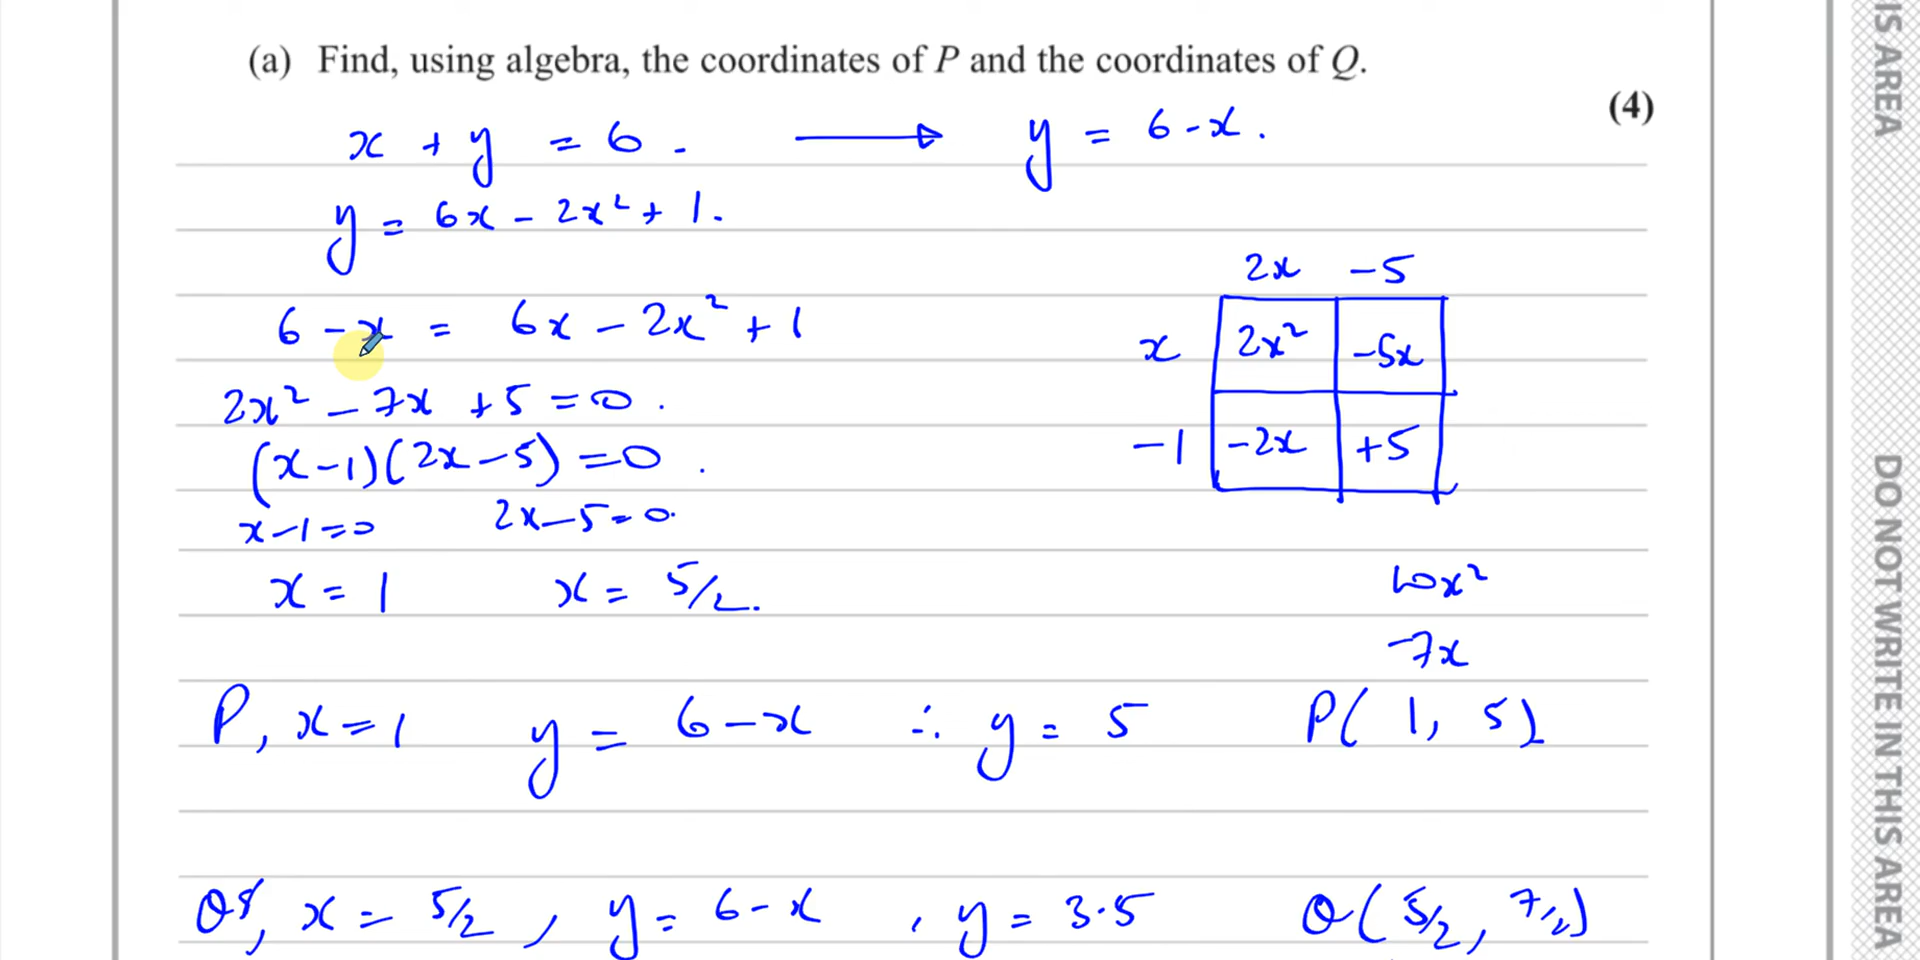 (a) Find, using algebra, the coordinates of P and the coordinates of Q.
(4)
x + y = 6 . → y = 6 - x .
y = 6x - 2x² + 1 .
2x -5
6 - x = 6x - 2x² + 1
x 2x² -5x
2x² - 7x + 5 = 0 .
-1 -2x +5
(x-1)(2x-5) = 0 .
x-1=0 2x-5=0.
x = 1 x = 5/2 .
10x²
-7x
P, x = 1 y = 6-x ∴ y = 5 P( 1, 5)
, x = 5/2 , y = 6-x , y = 3.5 Q( 5/2, 7/2)
IS AREA
DO NOT WRITE IN THIS AREA